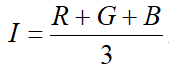 I = (R + G + B) / 3